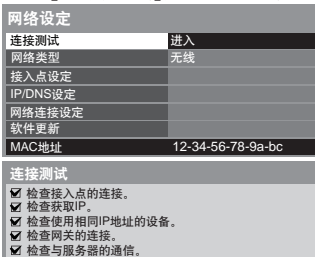 网络设定
连接测试 进入
网络类型 无线
接入点设定
IP/DNS设定
网络连接设定
软件更新
MAC地址 12-34-56-78-9a-bc
连接测试
检查接入点的连接。
检查获取IP。
检查使用相同IP地址的设备。
检查网关的连接。
检查与服务器的通信。